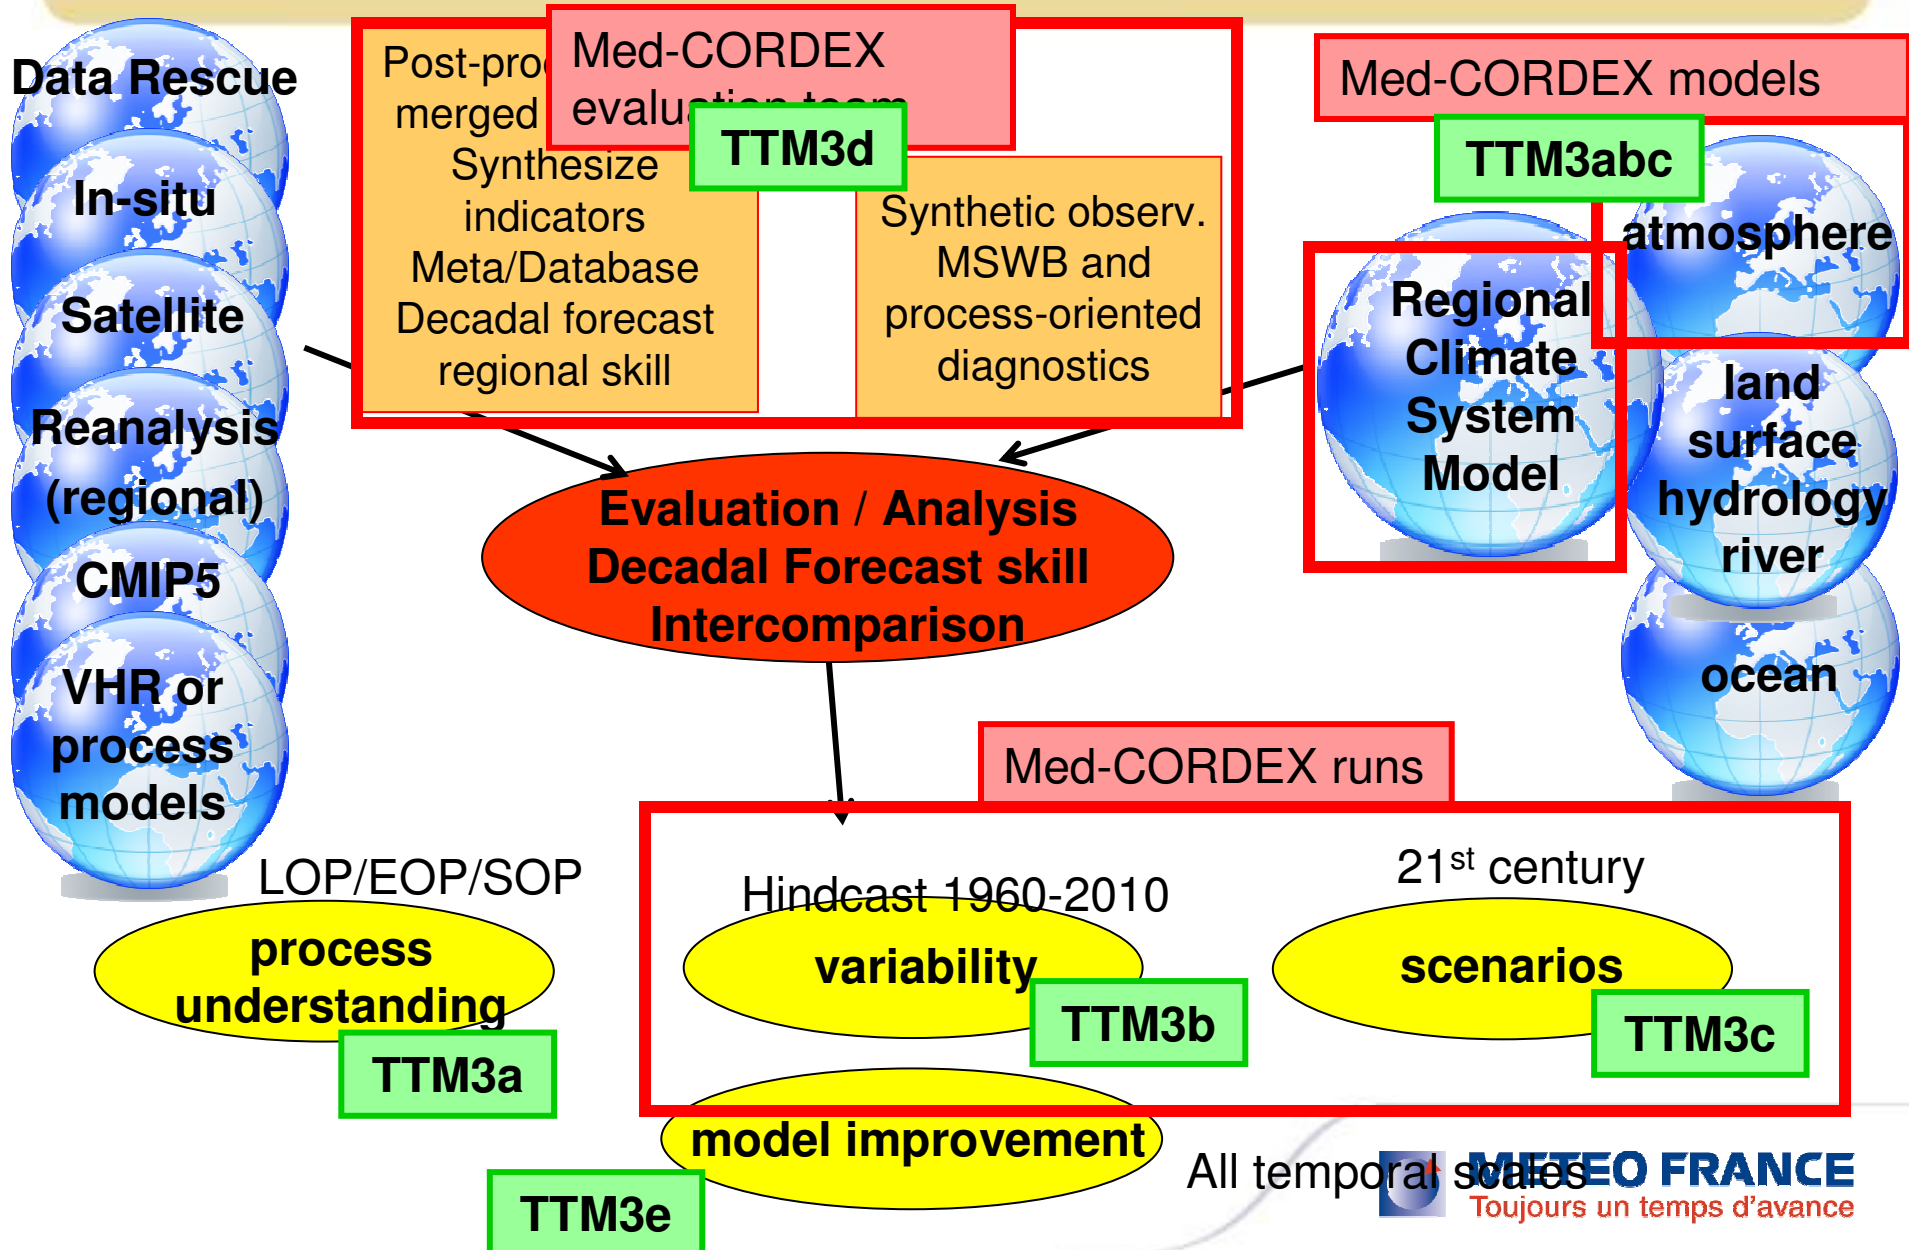 Data Rescue
In-situ
Satellite
Reanalysis
(regional)
CMIP5
VHR or
process
models
Post-pro
merged
Synthesize
indicators
Meta/Database
Decadal forecast
regional skill
Med-CORDEX
evaluation team
TTM3d
Synthetic observ.
MSWB and
process-oriented
diagnostics
Med-CORDEX models
TTM3abc
atmosphere
Regional
Climate
System
Model
land
surface
hydrology
river
ocean
Evaluation / Analysis
Decadal Forecast skill
Intercomparison
Med-CORDEX runs
LOP/EOP/SOP
process
understanding
TTM3a
Hindcast 1960-2010
variability
TTM3b
21st century
scenarios
TTM3c
model improvement
TTM3e
All temporal scales
METEO FRANCE
Toujours un temps d'avance